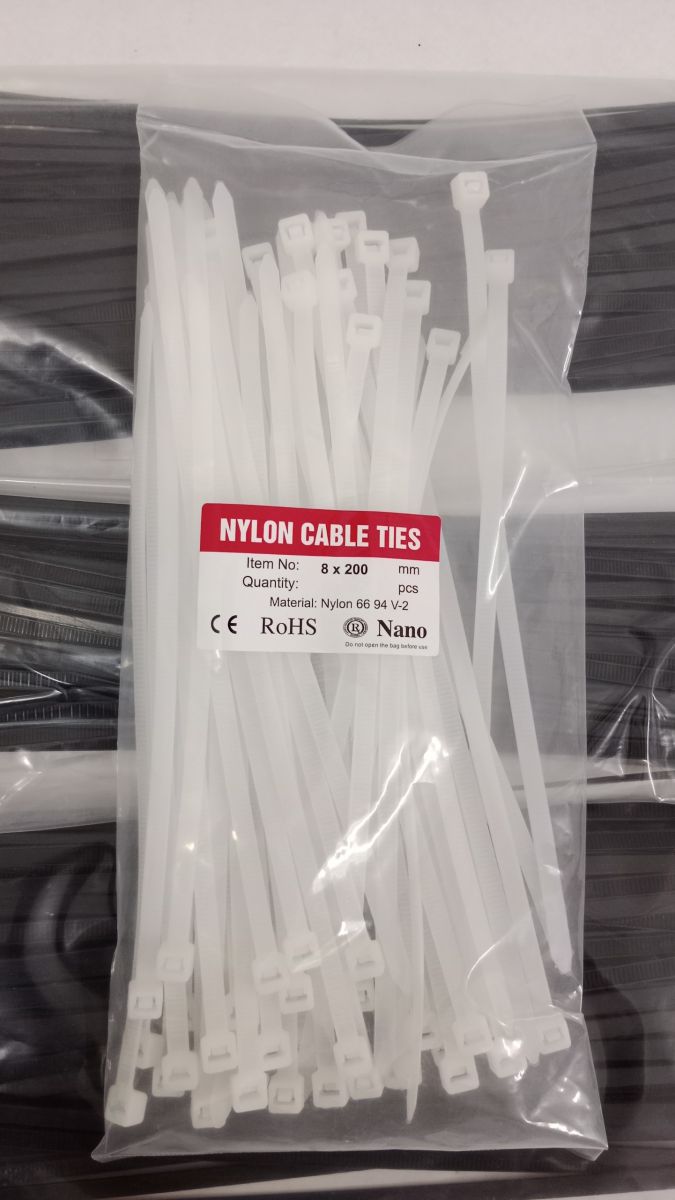 NYLON CABLE TIES
Item No: 8 x 200 mm
Quantity: pcs
Material: Nylon 66 94 V-2
CE RoHS ® Nano
Do not open the bag before use